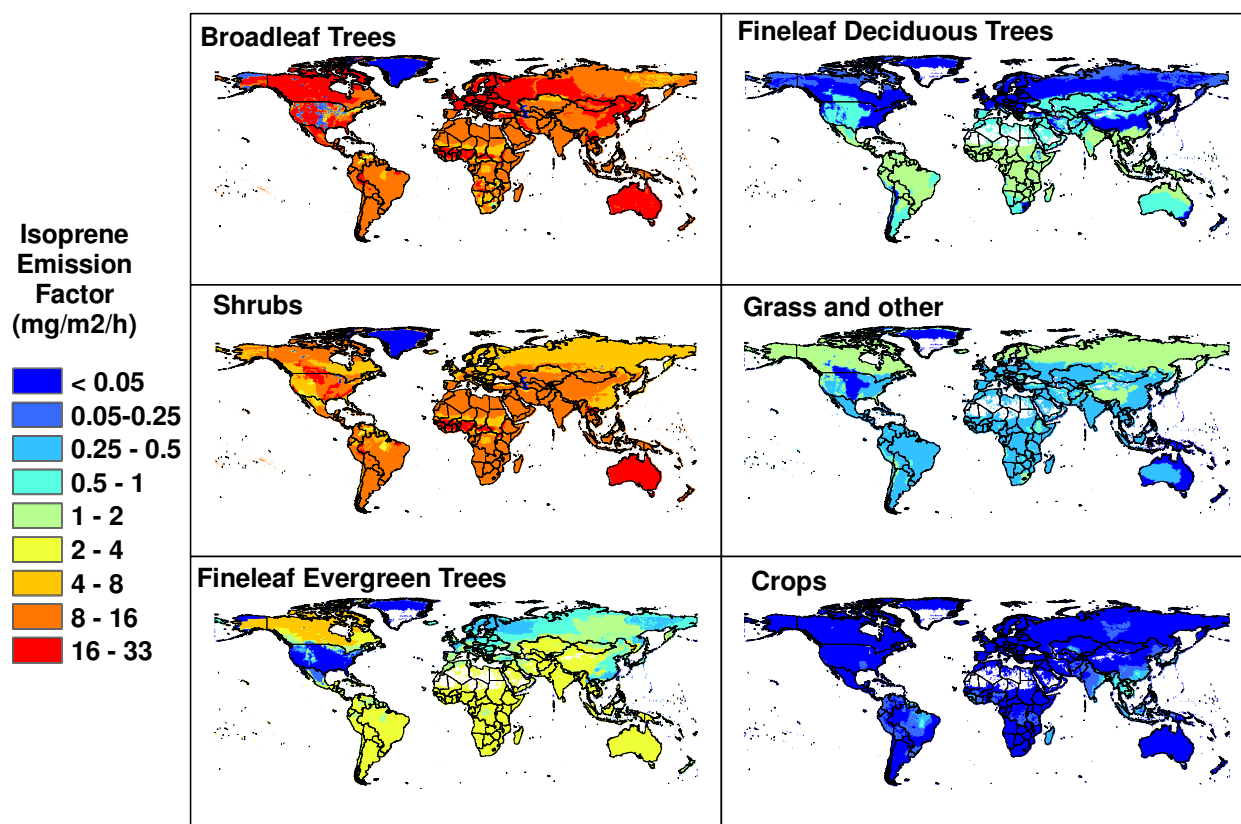 Broadleaf Trees
Fineleaf Deciduous Trees
Isoprene
Emission
Factor
(mg/m2/h)
< 0.05
0.05-0.25
0.25 - 0.5
0.5 - 1
1 - 2
2 - 4
4 - 8
8 - 16
16 - 33
Shrubs
Grass and other
Fineleaf Evergreen Trees
Crops